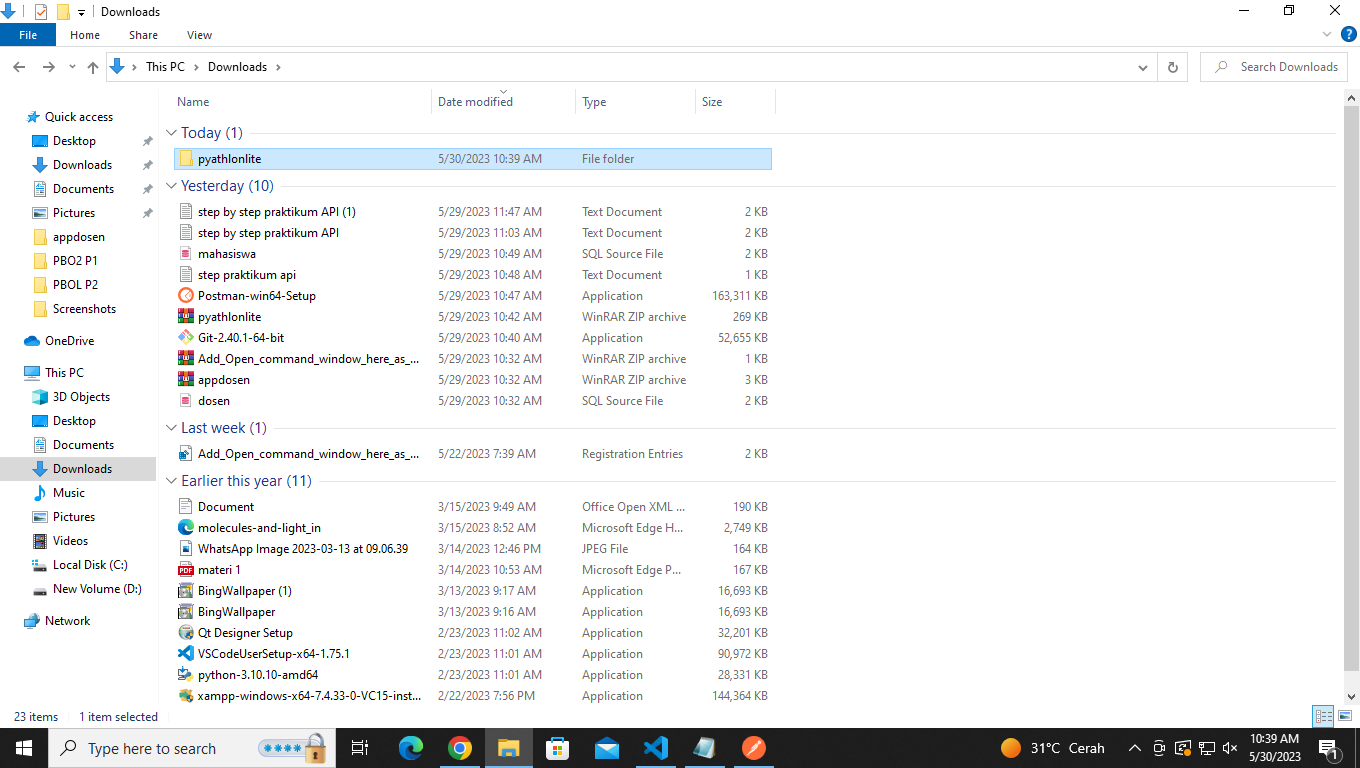 Downloads
File Home Share View
This PC Downloads Search Downloads
Name Date modified Type Size
Quick access
Desktop
Downloads
Documents
Pictures
appdosen
PBO2 P1
PBOL P2
Screenshots
OneDrive
This PC
3D Objects
Desktop
Documents
Downloads
Music
Pictures
Videos
Local Disk (C:)
New Volume (D:)
Network
Today (1)
pyathlonlite 5/30/2023 10:39 AM File folder
Yesterday (10)
step by step praktikum API (1) 5/29/2023 11:47 AM Text Document 2 KB
step by step praktikum API 5/29/2023 11:03 AM Text Document 2 KB
mahasiswa 5/29/2023 10:49 AM SQL Source File 2 KB
step praktikum api 5/29/2023 10:48 AM Text Document 1 KB
Postman-win64-Setup 5/29/2023 10:47 AM Application 163,311 KB
pyathlonlite 5/29/2023 10:42 AM WinRAR ZIP archive 269 KB
Git-2.40.1-64-bit 5/29/2023 10:40 AM Application 52,655 KB
Add_Open_command_window_here_as_... 5/29/2023 10:32 AM WinRAR ZIP archive 1 KB
appdosen 5/29/2023 10:32 AM WinRAR ZIP archive 3 KB
dosen 5/29/2023 10:32 AM SQL Source File 2 KB
Last week (1)
Add_Open_command_window_here_as_... 5/22/2023 7:39 AM Registration Entries 2 KB
Earlier this year (11)
Document 3/15/2023 9:49 AM Office Open XML ... 190 KB
molecules-and-light_in 3/15/2023 8:52 AM Microsoft Edge H... 2,749 KB
WhatsApp Image 2023-03-13 at 09.06.39 3/14/2023 12:46 PM JPEG File 164 KB
materi 1 3/14/2023 10:53 AM Microsoft Edge P... 167 KB
BingWallpaper (1) 3/13/2023 9:17 AM Application 16,693 KB
BingWallpaper 3/13/2023 9:16 AM Application 16,693 KB
Qt Designer Setup 2/23/2023 11:02 AM Application 32,201 KB
VSCodeUserSetup-x64-1.75.1 2/23/2023 11:01 AM Application 90,972 KB
python-3.10.10-amd64 2/23/2023 11:01 AM Application 28,331 KB
xampp-windows-x64-7.4.33-0-VC15-inst... 2/22/2023 7:56 PM Application 144,364 KB
23 items 1 item selected
Type here to search
31°C Cerah
10:39 AM
5/30/2023
1